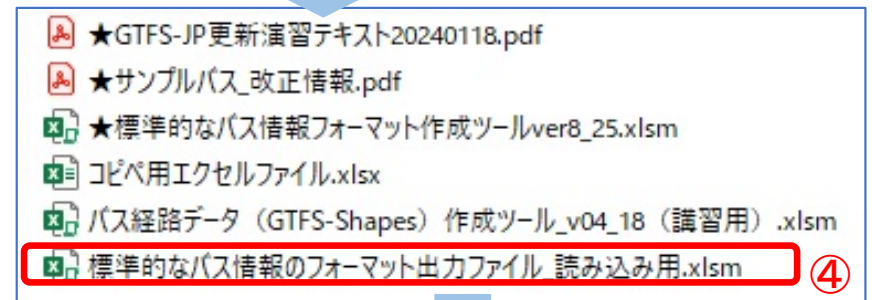 ★GTFS-JP更新演習テキスト20240118.pdf
★サンプルバス_改正情報.pdf
★標準的なバス情報フォーマット作成ツールver8_25.xlsm
コピペ用エクセルファイル.xlsx
バス経路データ（GTFS-Shapes）作成ツール_v04_18（講習用）.xlsm
標準的なバス情報のフォーマット出力ファイル_読み込み用.xlsm ④